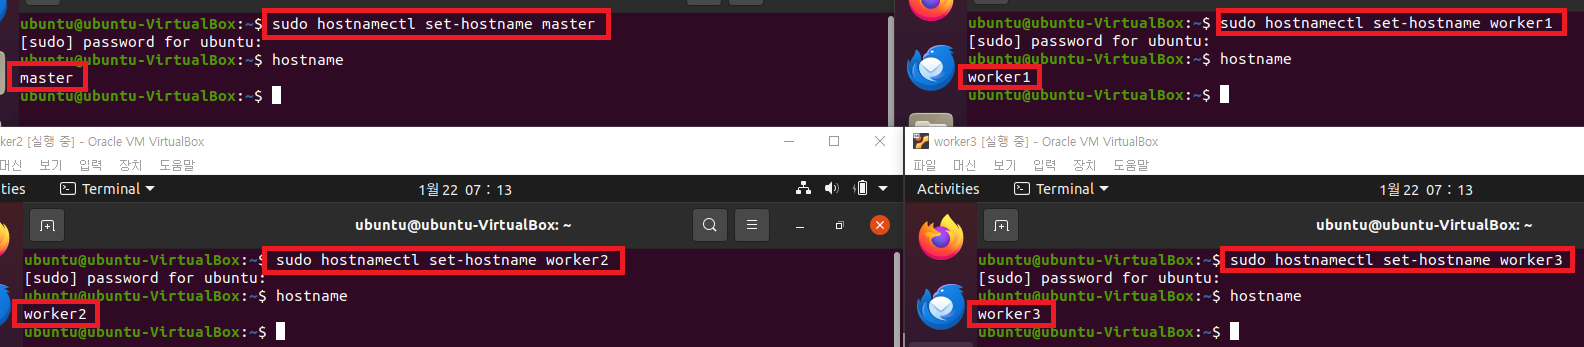 ubuntu@ubuntu-VirtualBox:~$ sudo hostnamectl set-hostname master
[sudo] password for ubuntu:
ubuntu@ubuntu-VirtualBox:~$ hostname
master
ubuntu@ubuntu-VirtualBox:~$
ubuntu@ubuntu-VirtualBox:~$ sudo hostnamectl set-hostname worker1
[sudo] password for ubuntu:
ubuntu@ubuntu-VirtualBox:~$ hostname
worker1
ubuntu@ubuntu-VirtualBox:~$
ker2 [실행 중] - Oracle VM VirtualBox
머신 보기 입력 장치 도움말
ties Terminal 1월 22 07 : 13
ubuntu@ubuntu-VirtualBox: ~
ubuntu@ubuntu-VirtualBox:~$ sudo hostnamectl set-hostname worker2
[sudo] password for ubuntu:
ubuntu@ubuntu-VirtualBox:~$ hostname
worker2
ubuntu@ubuntu-VirtualBox:~$
worker3 [실행 중] - Oracle VM VirtualBox
파일 머신 보기 입력 장치 도움말
Activities Terminal 1월 22 07 : 13
ubuntu@ubuntu-VirtualBox: ~
ubuntu@ubuntu-VirtualBox:~$ sudo hostnamectl set-hostname worker3
[sudo] password for ubuntu:
ubuntu@ubuntu-VirtualBox:~$ hostname
worker3
ubuntu@ubuntu-VirtualBox:~$